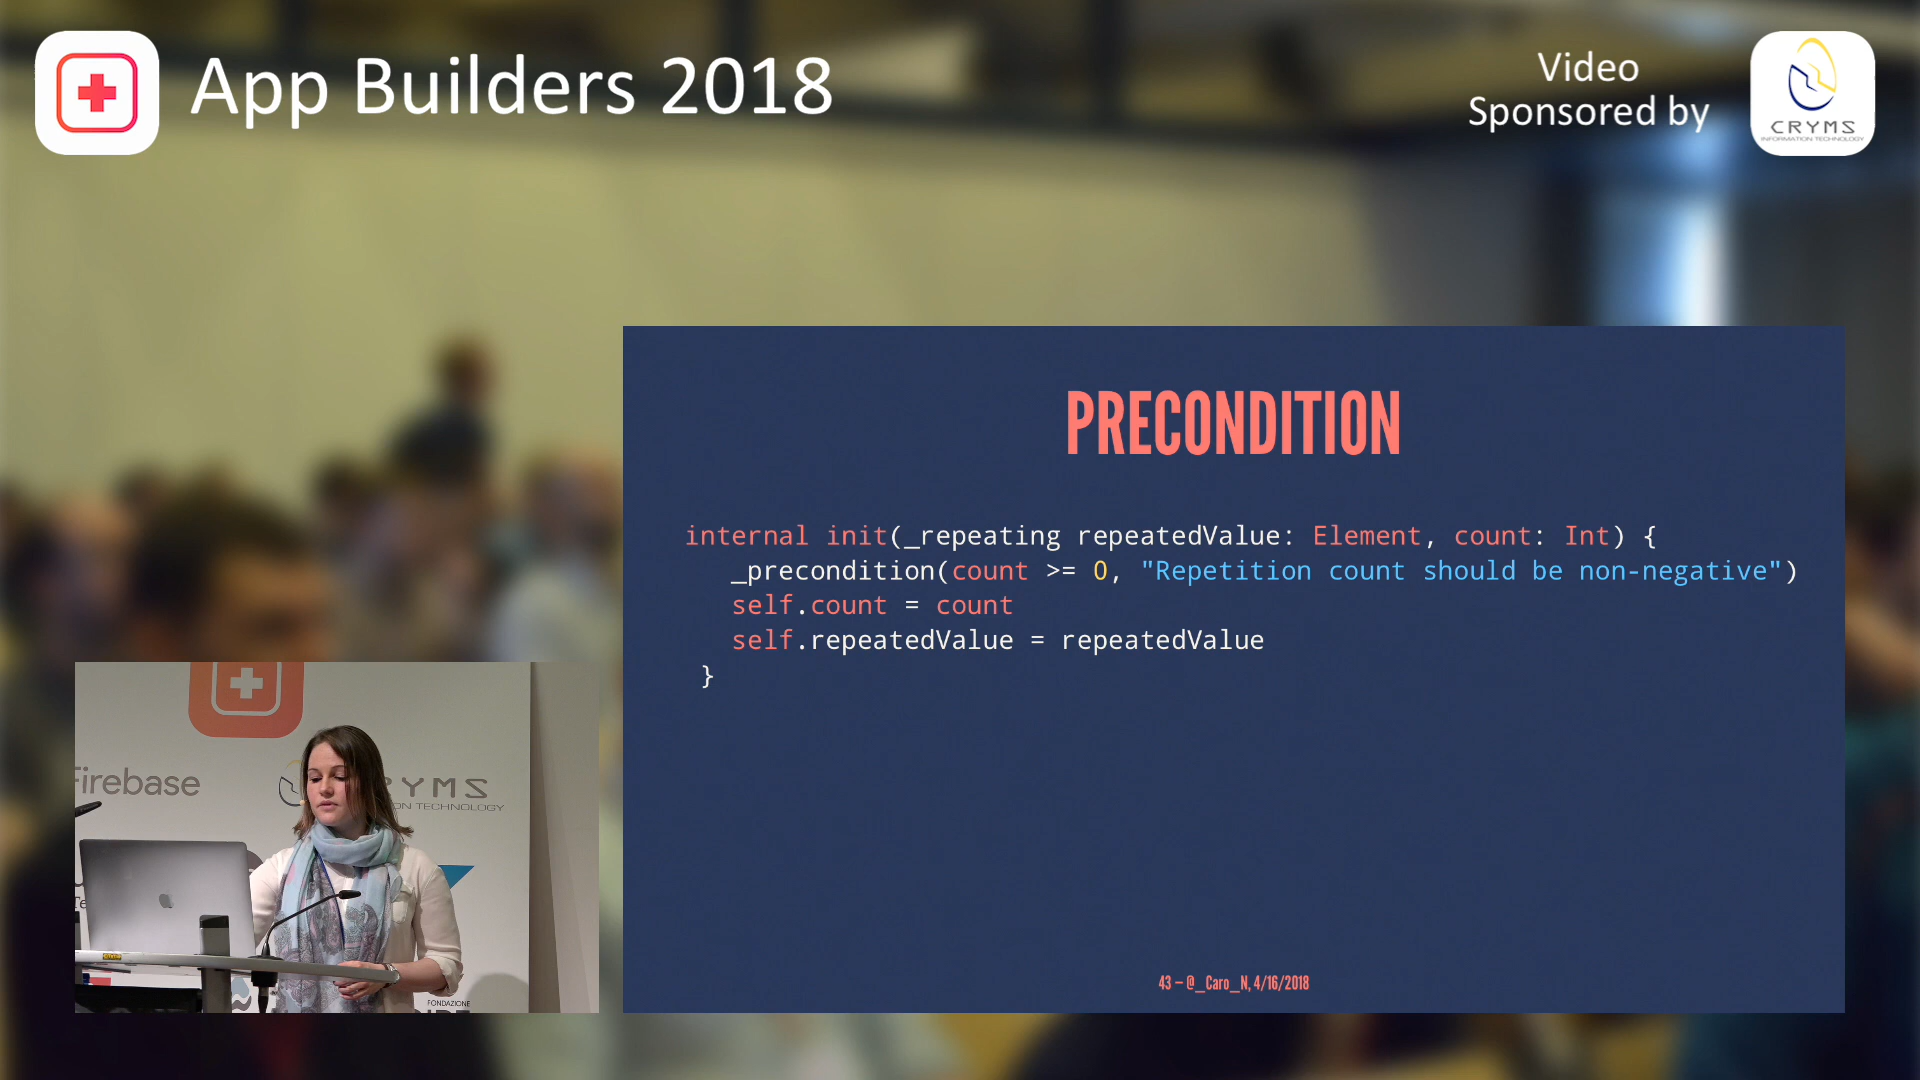 App Builders 2018
Video
Sponsored by
CRYMS
INFORMATION TECHNOLOGY
PRECONDITION
internal init(_repeating repeatedValue: Element, count: Int) {
_precondition(count >= 0, "Repetition count should be non-negative")
self.count = count
self.repeatedValue = repeatedValue
}
43 — @_Caro_N, 4/16/2018
Firebase
YMS
ON TECHNOLOGY
FONDAZIONE